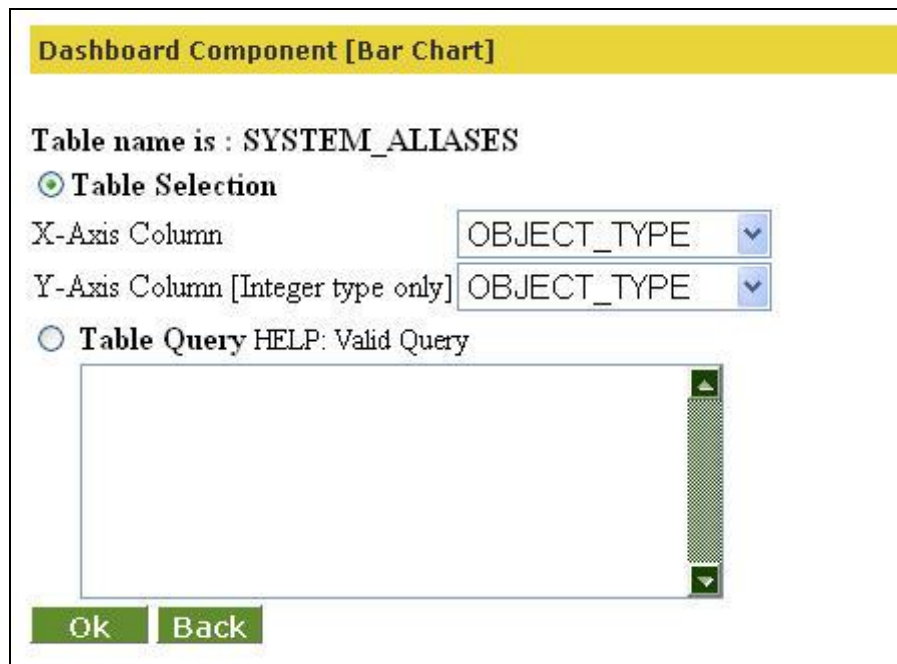 Dashboard Component [Bar Chart]
Table name is : SYSTEM_ALIASES
Table Selection
X-Axis Column OBJECT_TYPE
Y-Axis Column [Integer type only] OBJECT_TYPE
Table Query HELP: Valid Query
Ok Back